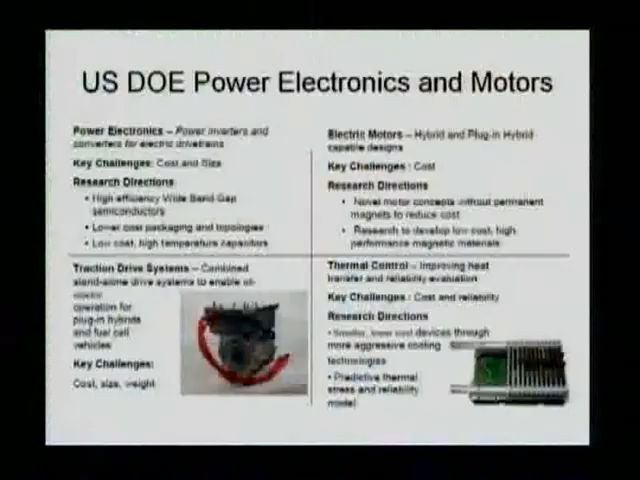 US DOE Power Electronics and Motors
Power Electronics – Power inverters and
converters for electric drivetrains
Key Challenges: Cost and Size
Research Directions
• High efficiency Wide Band Gap
semiconductors
• Lower cost packaging and topologies
• Low cost, high temperature capacitors
Electric Motors – Hybrid and Plug-in Hybrid
capable designs
Key Challenges : Cost
Research Directions
• Novel motor concepts without permanent
magnets to reduce cost
• Research to develop low cost, high
performance magnetic materials
Traction Drive Systems – Combined
stand-alone drive systems to enable
operation for
plug-in hybrids
and fuel cell
vehicles
Key Challenges:
Cost, size, weight
Thermal Control – Improving heat
transfer and reliability evaluation
Key Challenges : Cost and reliability
Research Directions
• Smaller, lower cost devices through
more aggressive cooling
technologies
• Predictive thermal
stress and reliability
model